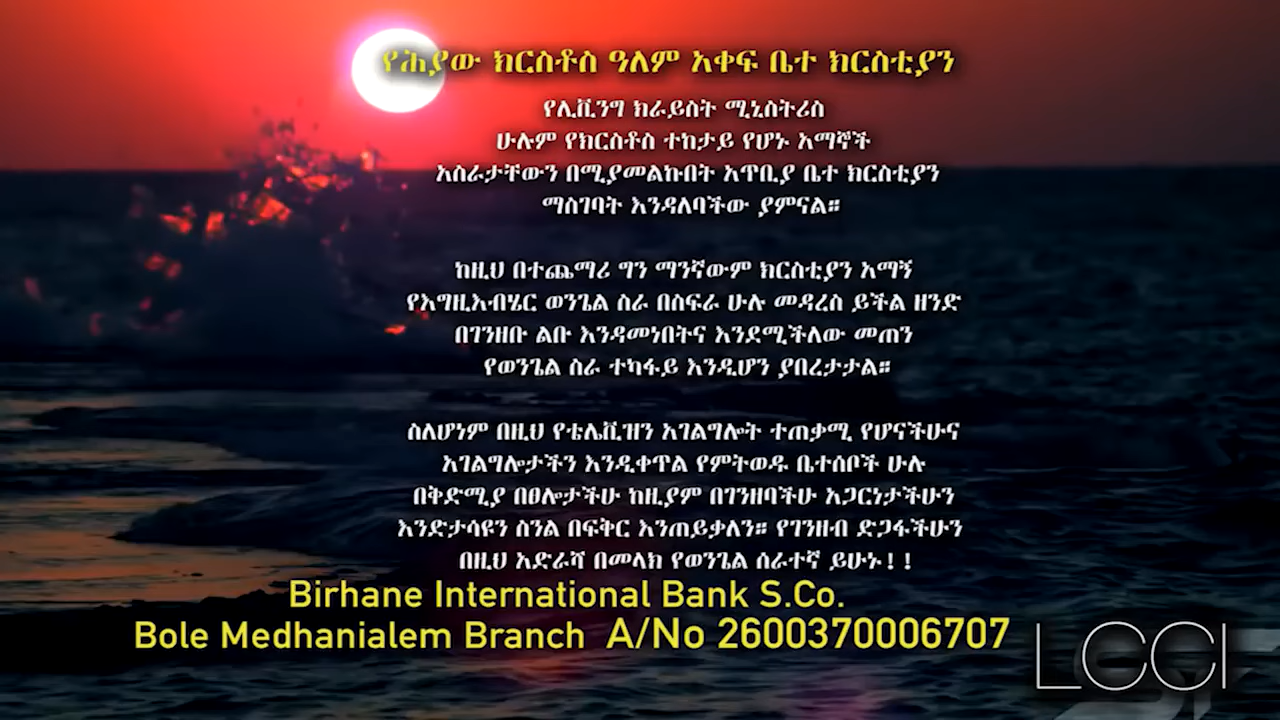 የሕያው ክርስቶስ ዓለም አቀፍ ቤተ ክርስቲያን
የሊቪንግ ክራይስት ሚኒስትሪስ
ሁሉም የክርስቶስ ተከታይ የሆኑ አማኞች
አስራታቸውን በሚያመልኩበት አጥቢያ ቤተ ክርስቲያን
ማስገባት እንዳለባችው ያምናል።
ከዚህ በተጨማሪ ግን ማንኛውም ክርስቲያን አማኝ
የእግዚእብሄር ወንጌል ስራ በስፍራ ሁሉ መዳረስ ይችል ዘንድ
በገንዘቡ ልቡ እንዳመነበትና እንደሚችለው መጠን
የወንጌል ስራ ተካፋይ እንዲሆን ያበረታታል።
ስለሆነም በዚህ የቴሌቪዝን አገልግሎት ተጠቃሚ የሆናችሁና
አገልግሎታችን እንዲቀጥል የምትወዱ ቤተሰቦች ሁሉ
በቅድሚያ በፀሎታችሁ ከዚያም በገንዘባችሁ አጋርነታችሁን
እንድታሳዩን ስንል በፍቅር እንጠይቃለን። የገንዘብ ድጋፋችሁን
በዚህ አድራሻ በመላክ የወንጌል ሰራተኛ ይሁኑ!!
Birhane International Bank S.Co.
Bole Medhanialem Branch A/No 2600370006707
LCCI